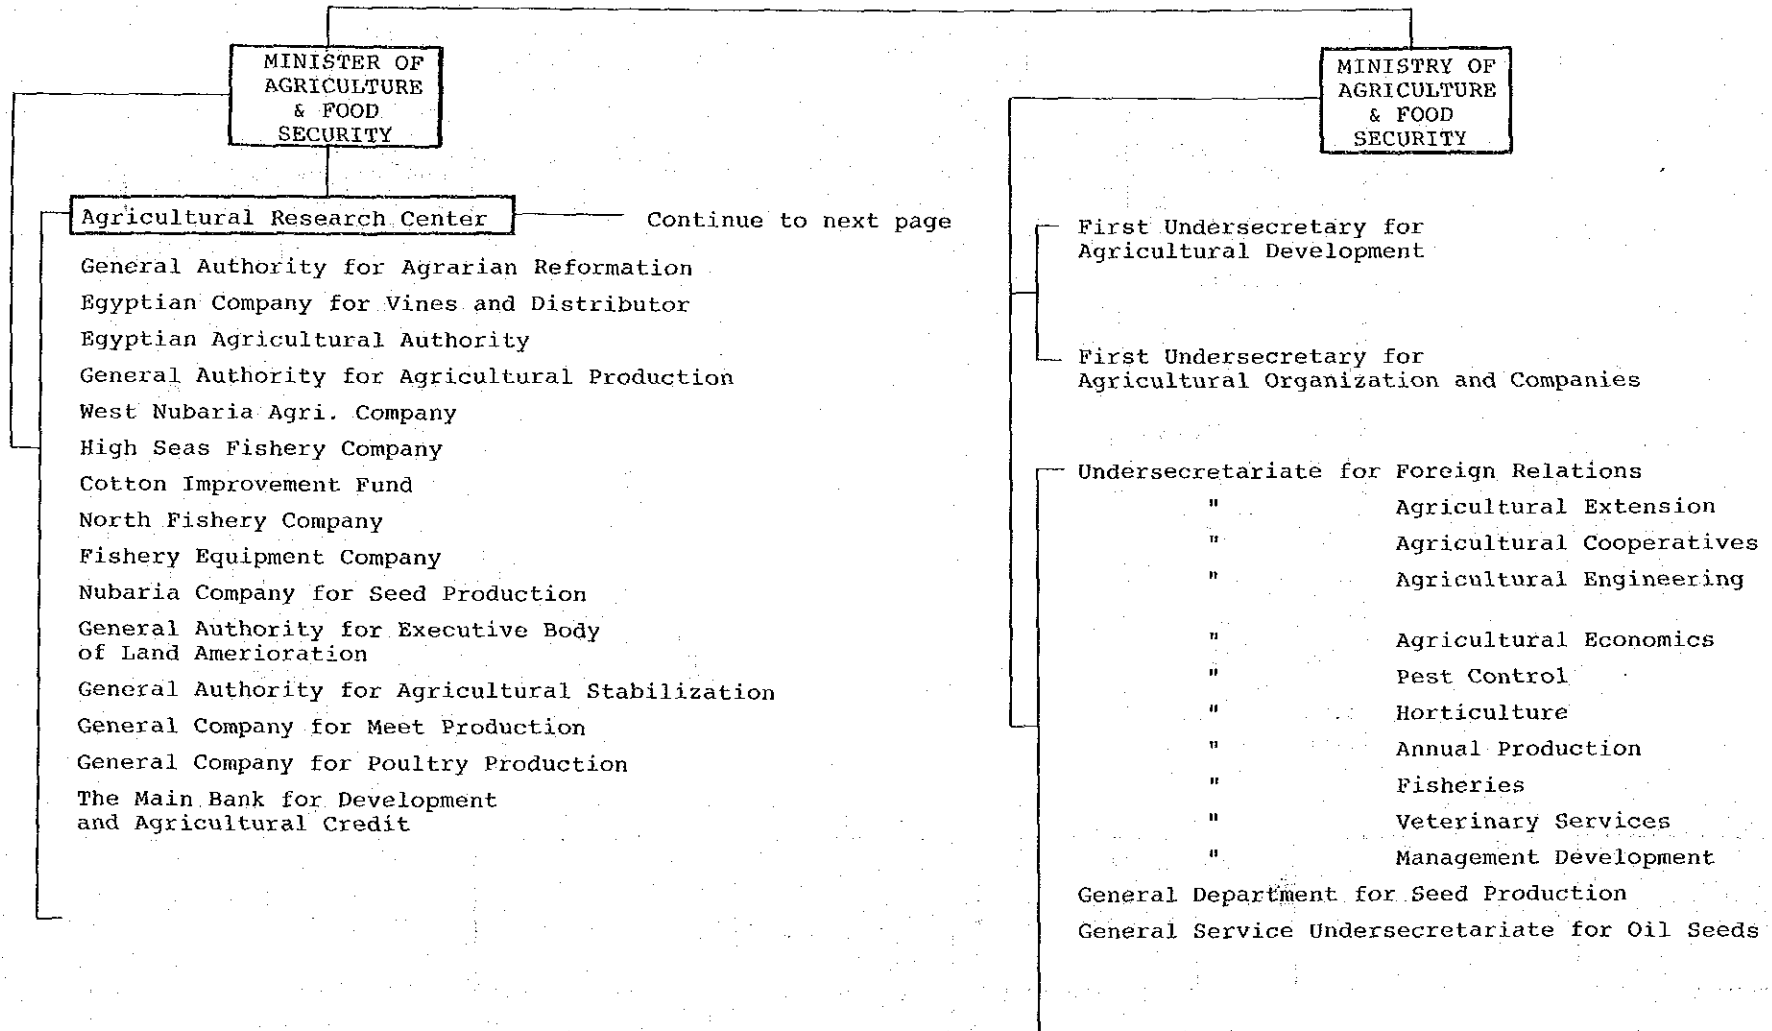 MINISTER OF
AGRICULTURE
& FOOD
SECURITY
Agricultural Research Center
Continue to next page
General Authority for Agrarian Reformation
Egyptian Company for Vines and Distributor
Egyptian Agricultural Authority
General Authority for Agricultural Production
West Nubaria Agri. Company
High Seas Fishery Company
Cotton Improvement Fund
North Fishery Company
Fishery Equipment Company
Nubaria Company for Seed Production
General Authority for Executive Body
of Land Amerioration
General Authority for Agricultural Stabilization
General Company for Meet Production
General Company for Poultry Production
The Main Bank for Development
and Agricultural Credit
MINISTRY OF
AGRICULTURE
& FOOD
SECURITY
First Undersecretary for
Agricultural Development
First Undersecretary for
Agricultural Organization and Companies
Undersecretariate for Foreign Relations
" Agricultural Extension
" Agricultural Cooperatives
" Agricultural Engineering
" Agricultural Economics
" Pest Control
" Horticulture
" Annual Production
" Fisheries
" Veterinary Services
" Management Development
General Department for Seed Production
General Service Undersecretariate for Oil Seeds